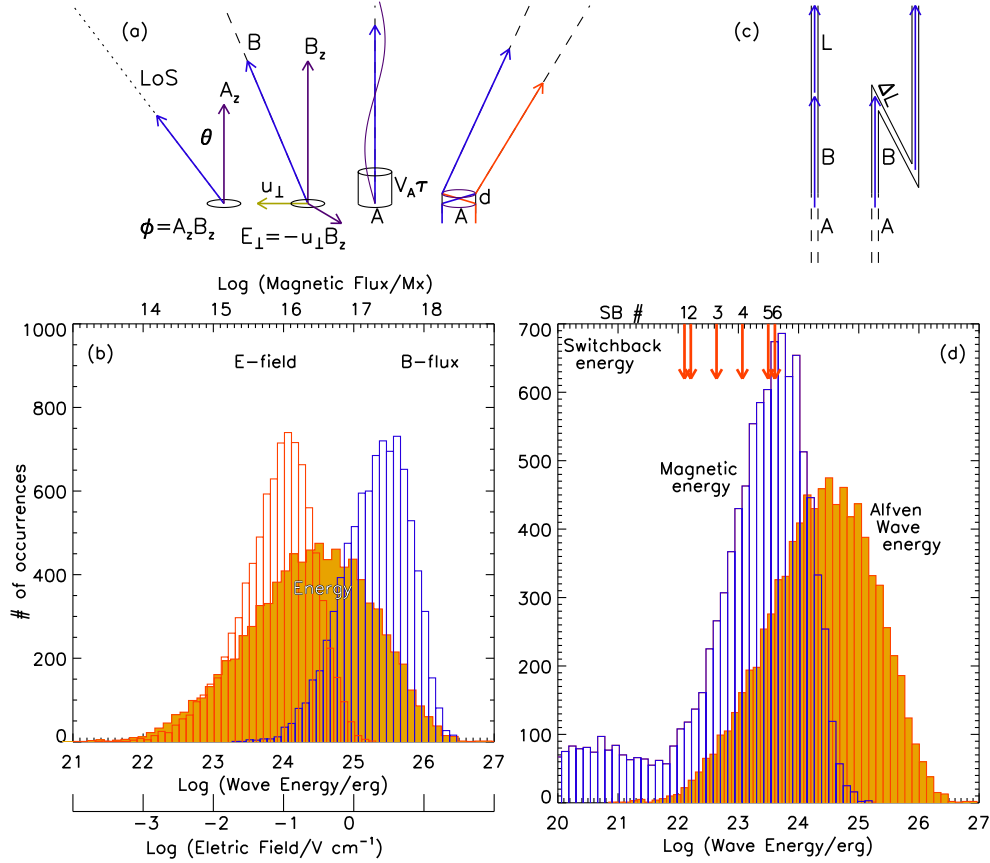 (a)
LoS
A_z
θ
φ=A_zB_z
B
B_z
u_⊥
E_⊥=−u_⊥B_z
V_Aτ
A
d
A
(c)
L
B
A
ΔL
B
A
Log (Magnetic Flux/Mx)
14 15 16 17 18
(b)
E-field
B-flux
Energy
# of occurrences
1000
800
600
400
200
0
21 22 23 24 25 26 27
Log (Wave Energy/erg)
−3 −2 −1 0
Log (Eletric Field/V cm⁻¹)
SB # 12 3 4 56
(d)
Switchback
energy
Magnetic
energy
Alfven
Wave
energy
700
600
500
400
300
200
100
0
20 21 22 23 24 25 26 27
Log (Wave Energy/erg)